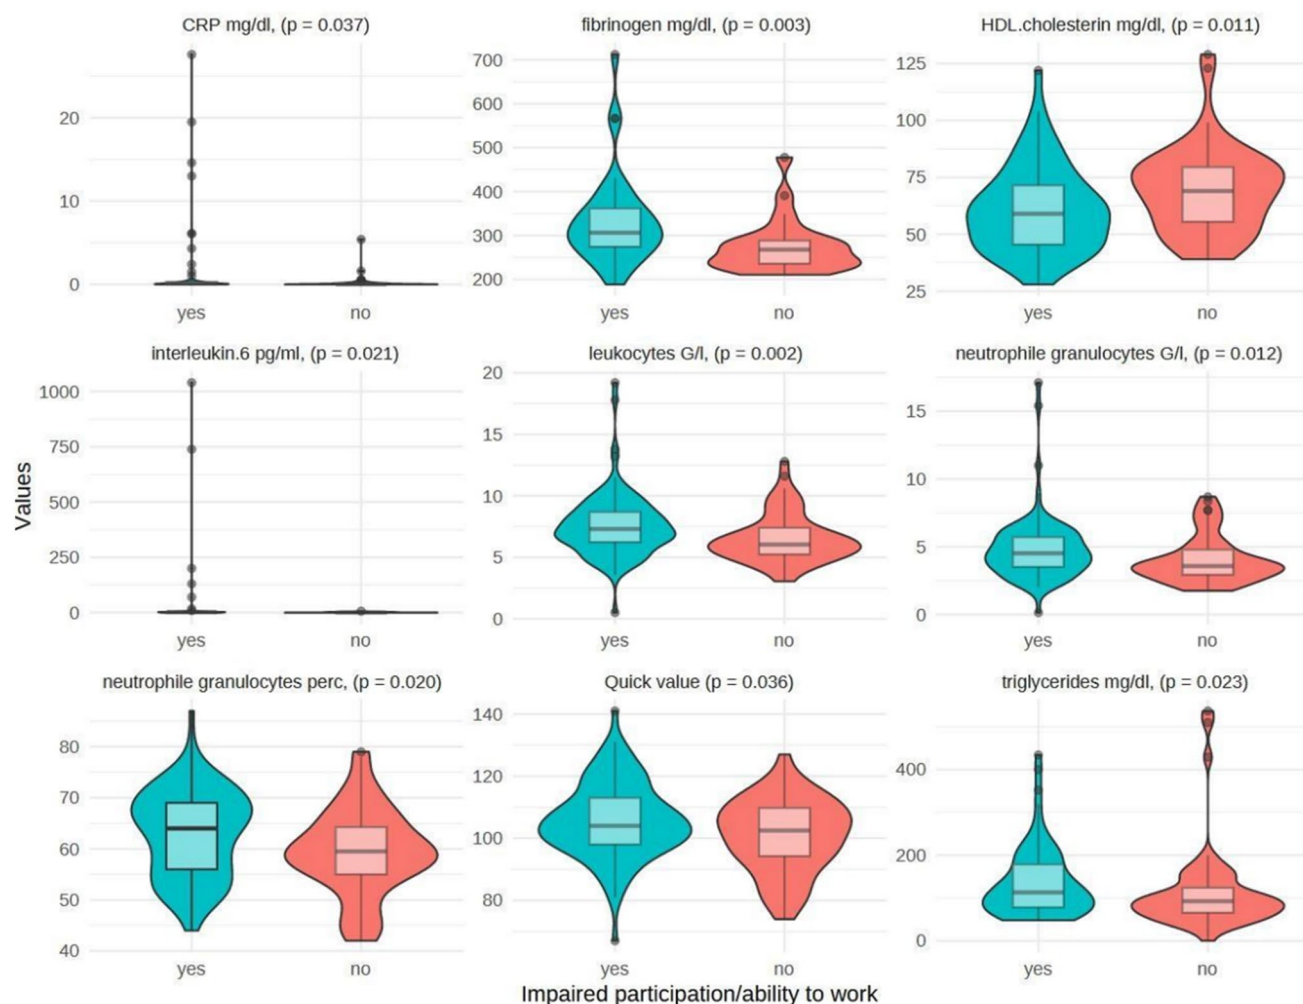 CRP mg/dl, (p = 0.037)
fibrinogen mg/dl, (p = 0.003)
HDL.cholesterin mg/dl, (p = 0.011)
20
10
0
yes no
700
600
500
400
300
200
yes no
125
100
75
50
25
yes no
interleukin.6 pg/ml, (p = 0.021)
leukocytes G/l, (p = 0.002)
neutrophile granulocytes G/l, (p = 0.012)
Values
1000
750
500
250
0
yes no
20
15
10
5
0
yes no
15
10
5
0
yes no
neutrophile granulocytes perc, (p = 0.020)
Quick value (p = 0.036)
triglycerides mg/dl, (p = 0.023)
80
70
60
50
40
yes no
140
120
100
80
yes no
400
200
0
yes no
Impaired participation/ability to work